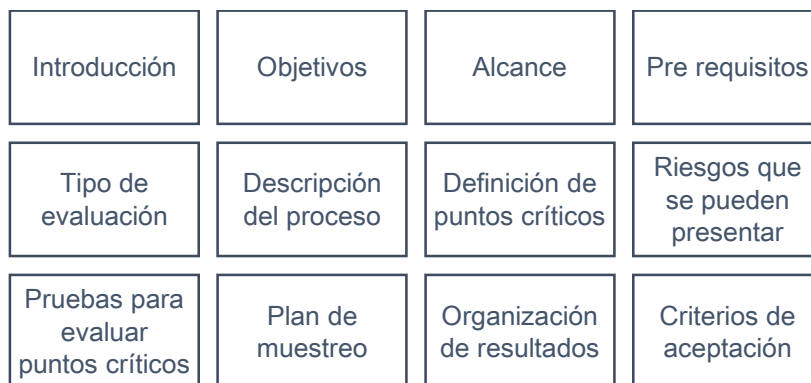 Introducción
Objetivos
Alcance
Pre requisitos
Tipo de
evaluación
Descripción
del proceso
Definición de
puntos críticos
Riesgos que
se pueden
presentar
Pruebas para
evaluar
puntos críticos
Plan de
muestreo
Organización
de resultados
Criterios de
aceptación